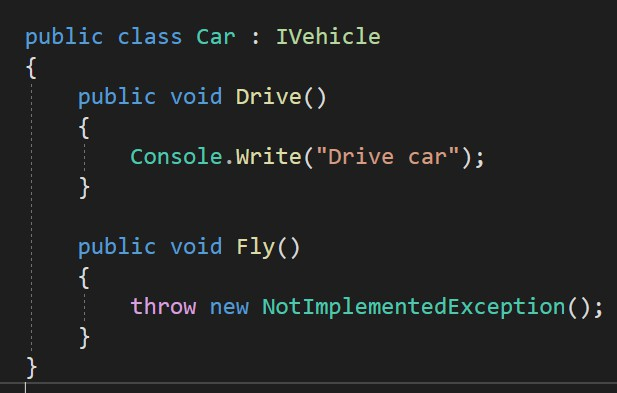 public class Car : IVehicle
{
    public void Drive()
    {
        Console.Write("Drive car");
    }

    public void Fly()
    {
        throw new NotImplementedException();
    }
}